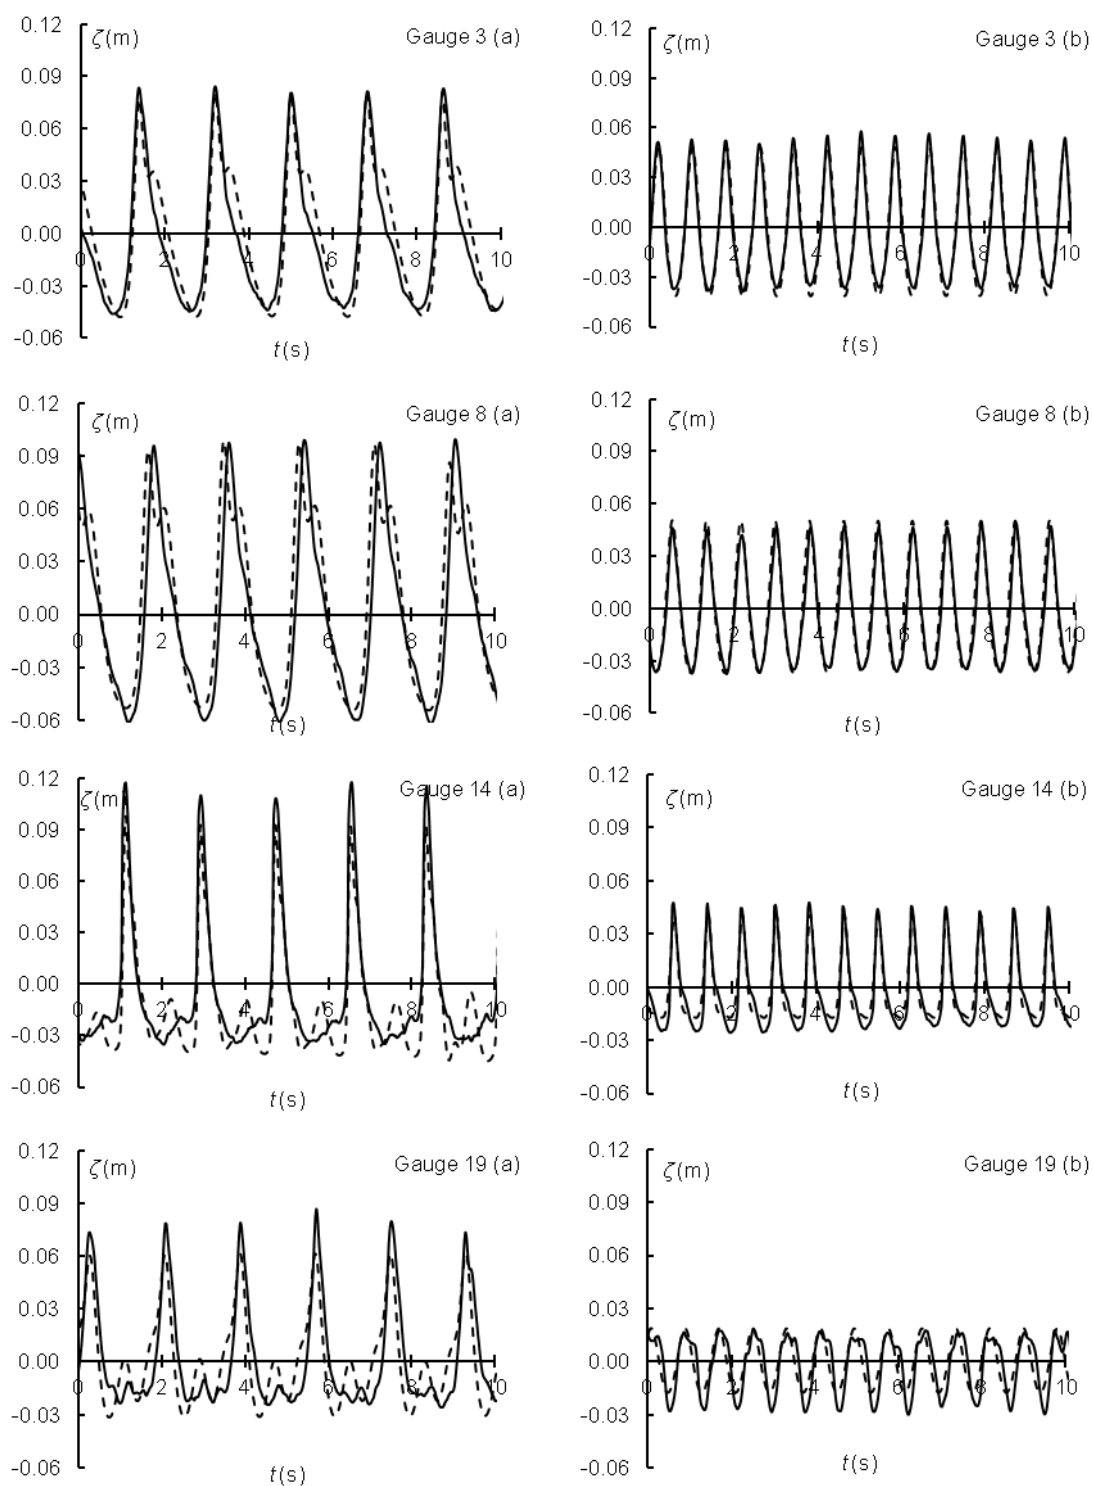 Gauge 3 (a)
ζ(m)
0.12
0.09
0.06
0.03
0.00
-0.03
-0.06
0 2 4 6 8 10
t(s)
Gauge 3 (b)
ζ(m)
0.12
0.09
0.06
0.03
0.00
-0.03
-0.06
0 2 4 6 8 10
t(s)
Gauge 8 (a)
ζ(m)
0.12
0.09
0.06
0.03
0.00
-0.03
-0.06
0 2 4 6 8 10
t(s)
Gauge 8 (b)
ζ(m)
0.12
0.09
0.06
0.03
0.00
-0.03
-0.06
0 2 4 6 8 10
t(s)
Gauge 14 (a)
ζ(m)
0.12
0.09
0.06
0.03
0.00
-0.03
-0.06
0 2 4 6 8 10
t(s)
Gauge 14 (b)
ζ(m)
0.12
0.09
0.06
0.03
0.00
-0.03
-0.06
0 2 4 6 8 10
t(s)
Gauge 19 (a)
ζ(m)
0.12
0.09
0.06
0.03
0.00
-0.03
-0.06
0 2 4 6 8 10
t(s)
Gauge 19 (b)
ζ(m)
0.12
0.09
0.06
0.03
0.00
-0.03
-0.06
0 2 4 6 8 10
t(s)